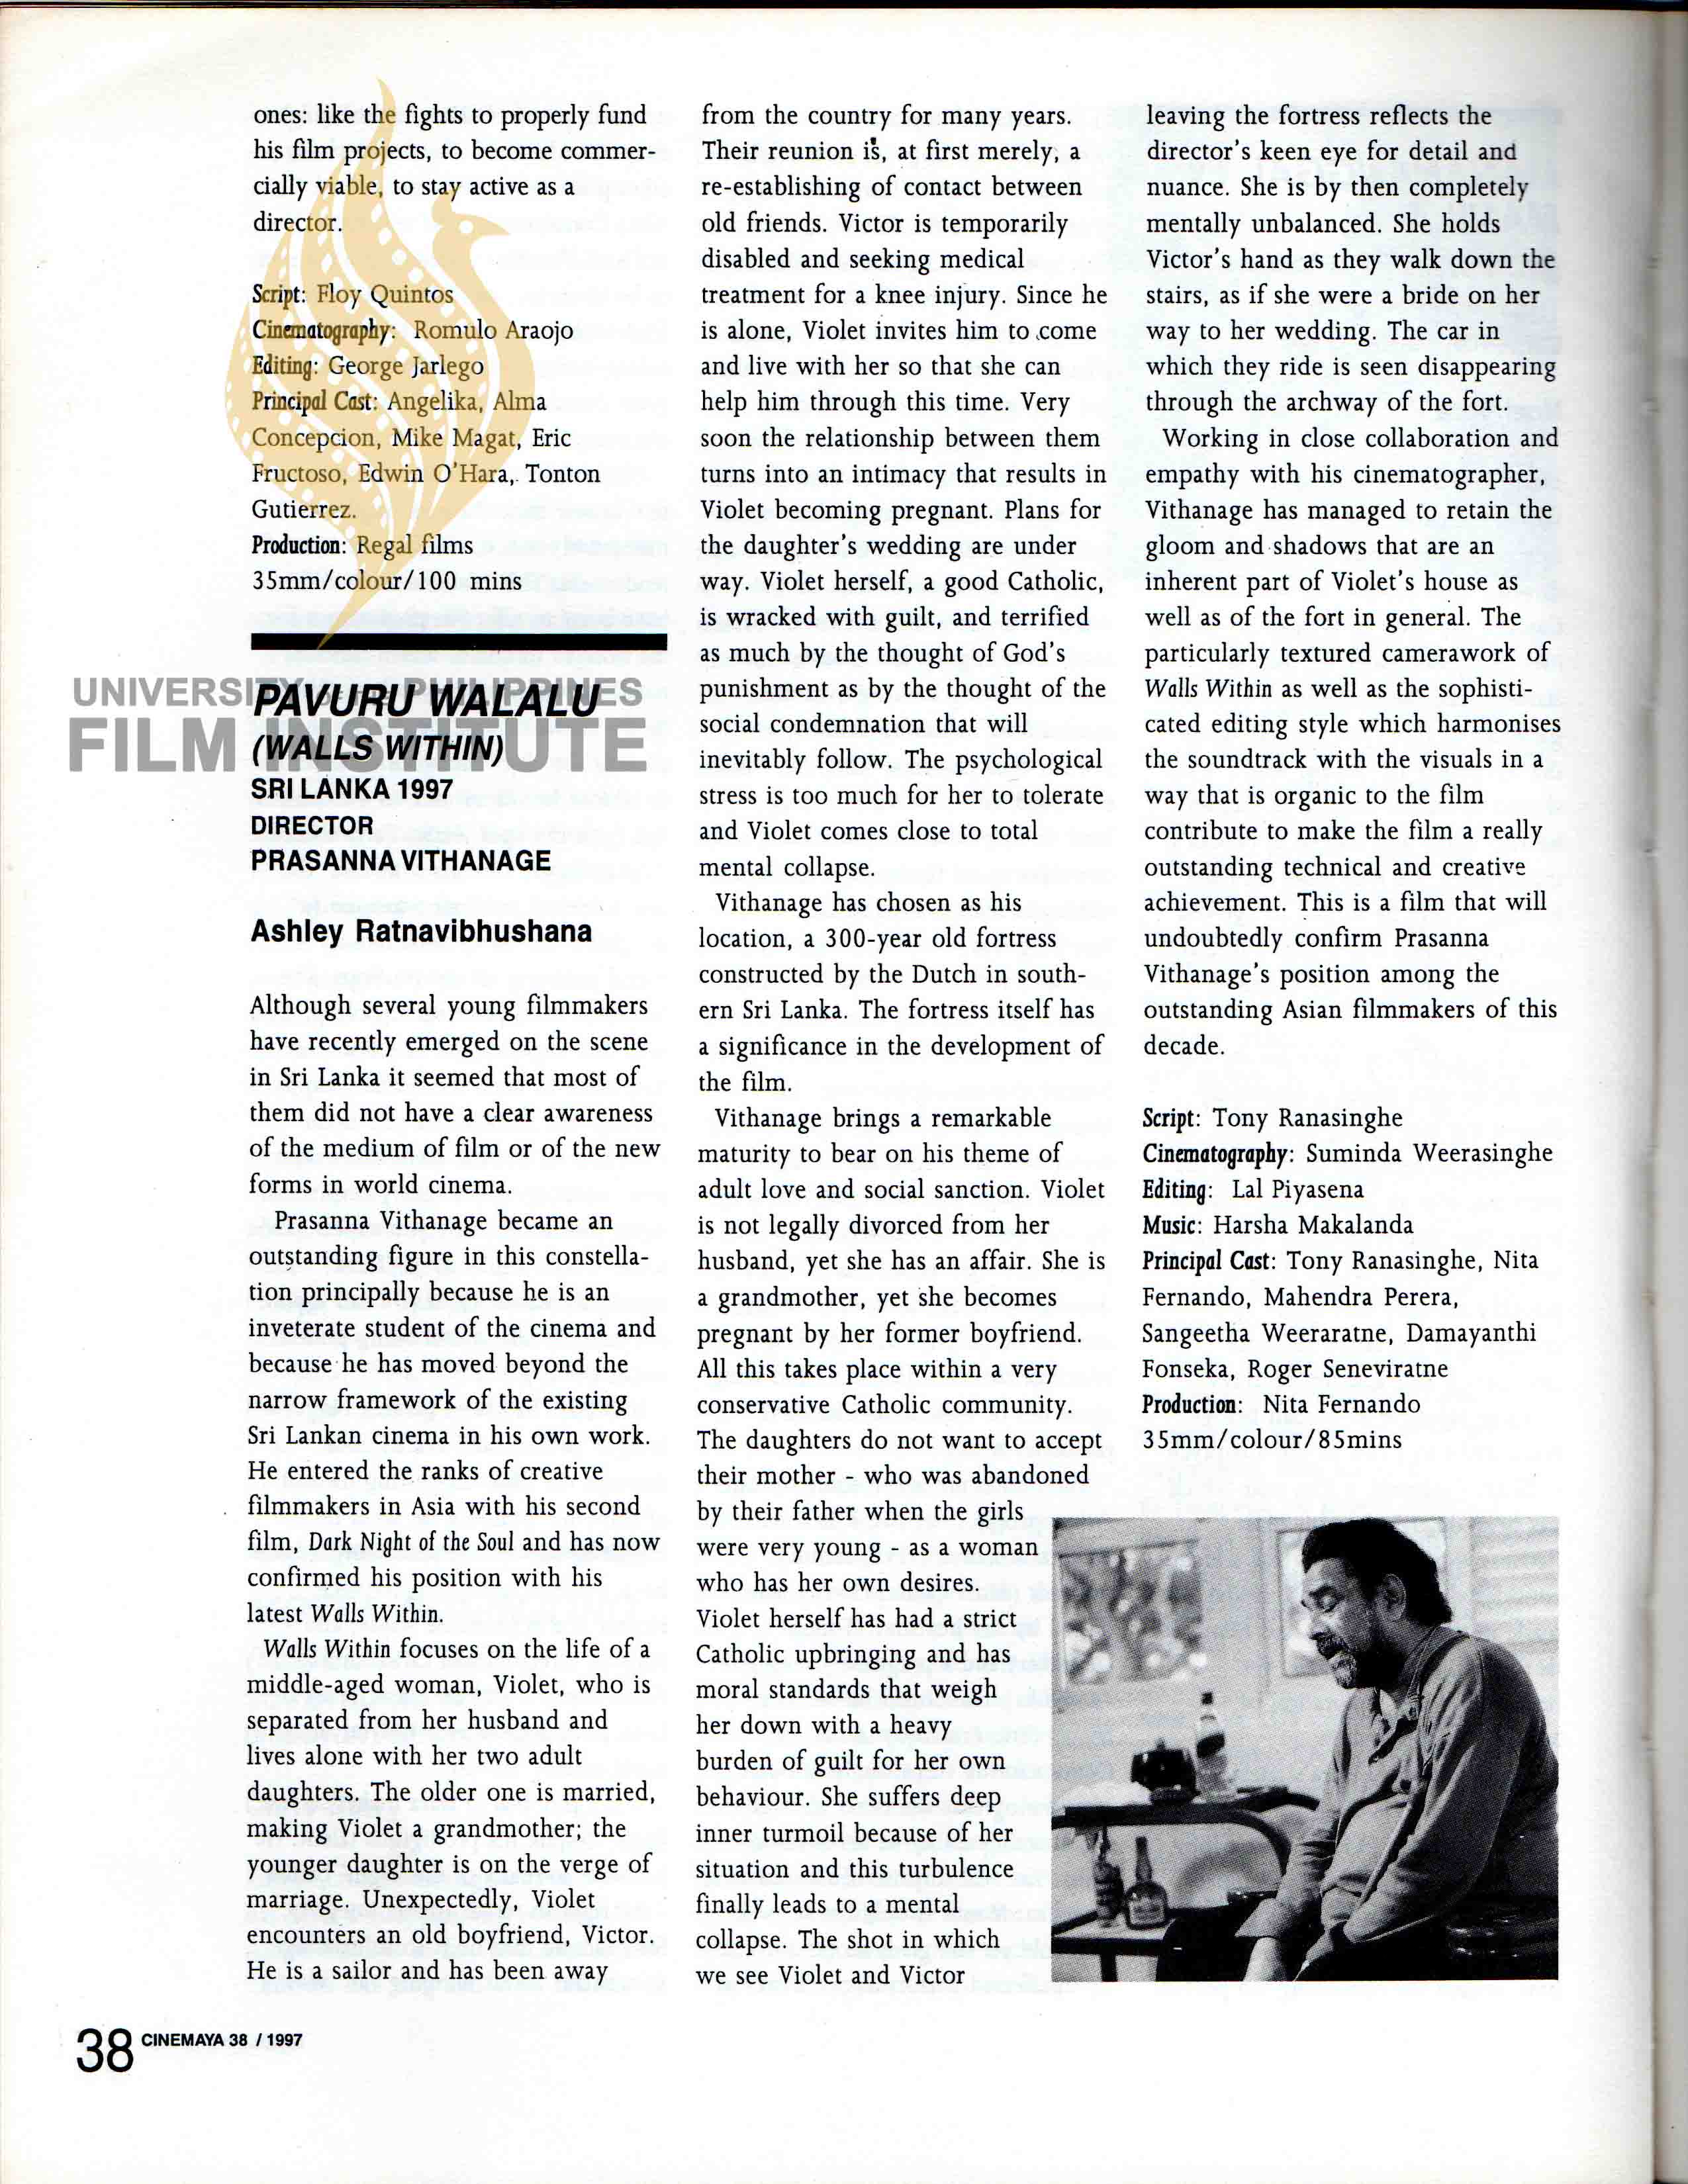 ones: like the fights to properly fund
his film projects, to become commer-
cially viable, to stay active as a
director.
Script: Floy Quintos
Cinematography: Romulo Araojo
Editing: George Jarlego
Principal Cast: Angelika, Alma
Concepcion, Mike Magat, Eric
Fructoso, Edwin O'Hara, Tonton
Gutierrez.
Production: Regal films
35mm/colour/100 mins
UNIVERSITY OF THE PHILIPPINES
FILM INSTITUTE
PAVURU WALALU
(WALLS WITHIN)
SRI LANKA 1997
DIRECTOR
PRASANNA VITHANAGE
Ashley Ratnavibhushana
Although several young filmmakers
have recently emerged on the scene
in Sri Lanka it seemed that most of
them did not have a clear awareness
of the medium of film or of the new
forms in world cinema.
Prasanna Vithanage became an
outstanding figure in this constella-
tion principally because he is an
inveterate student of the cinema and
because he has moved beyond the
narrow framework of the existing
Sri Lankan cinema in his own work.
He entered the ranks of creative
filmmakers in Asia with his second
film, Dark Night of the Soul and has now
confirmed his position with his
latest Walls Within.
Walls Within focuses on the life of a
middle-aged woman, Violet, who is
separated from her husband and
lives alone with her two adult
daughters. The older one is married,
making Violet a grandmother; the
younger daughter is on the verge of
marriage. Unexpectedly, Violet
encounters an old boyfriend, Victor.
He is a sailor and has been away
from the country for many years.
Their reunion is, at first merely, a
re-establishing of contact between
old friends. Victor is temporarily
disabled and seeking medical
treatment for a knee injury. Since he
is alone, Violet invites him to come
and live with her so that she can
help him through this time. Very
soon the relationship between them
turns into an intimacy that results in
Violet becoming pregnant. Plans for
the daughter's wedding are under
way. Violet herself, a good Catholic,
is wracked with guilt, and terrified
as much by the thought of God's
punishment as by the thought of the
social condemnation that will
inevitably follow. The psychological
stress is too much for her to tolerate
and Violet comes close to total
mental collapse.
Vithanage has chosen as his
location, a 300-year old fortress
constructed by the Dutch in south-
ern Sri Lanka. The fortress itself has
a significance in the development of
the film.
Vithanage brings a remarkable
maturity to bear on his theme of
adult love and social sanction. Violet
is not legally divorced from her
husband, yet she has an affair. She is
a grandmother, yet she becomes
pregnant by her former boyfriend.
All this takes place within a very
conservative Catholic community.
The daughters do not want to accept
their mother - who was abandoned
by their father when the girls
were very young - as a woman
who has her own desires.
Violet herself has had a strict
Catholic upbringing and has
moral standards that weigh
her down with a heavy
burden of guilt for her own
behaviour. She suffers deep
inner turmoil because of her
situation and this turbulence
finally leads to a mental
collapse. The shot in which
we see Violet and Victor
leaving the fortress reflects the
director's keen eye for detail and
nuance. She is by then completely
mentally unbalanced. She holds
Victor's hand as they walk down the
stairs, as if she were a bride on her
way to her wedding. The car in
which they ride is seen disappearing
through the archway of the fort.
Working in close collaboration and
empathy with his cinematographer,
Vithanage has managed to retain the
gloom and shadows that are an
inherent part of Violet's house as
well as of the fort in general. The
particularly textured camerawork of
Walls Within as well as the sophisti-
cated editing style which harmonises
the soundtrack with the visuals in a
way that is organic to the film
contribute to make the film a really
outstanding technical and creative
achievement. This is a film that will
undoubtedly confirm Prasanna
Vithanage's position among the
outstanding Asian filmmakers of this
decade.
Script: Tony Ranasinghe
Cinematography: Suminda Weerasinghe
Editing: Lal Piyasena
Music: Harsha Makalanda
Principal Cast: Tony Ranasinghe, Nita
Fernando, Mahendra Perera,
Sangeetha Weeraratne, Damayanthi
Fonseka, Roger Seneviratne
Production: Nita Fernando
35mm/colour/85mins
38 CINEMAYA 38 / 1997